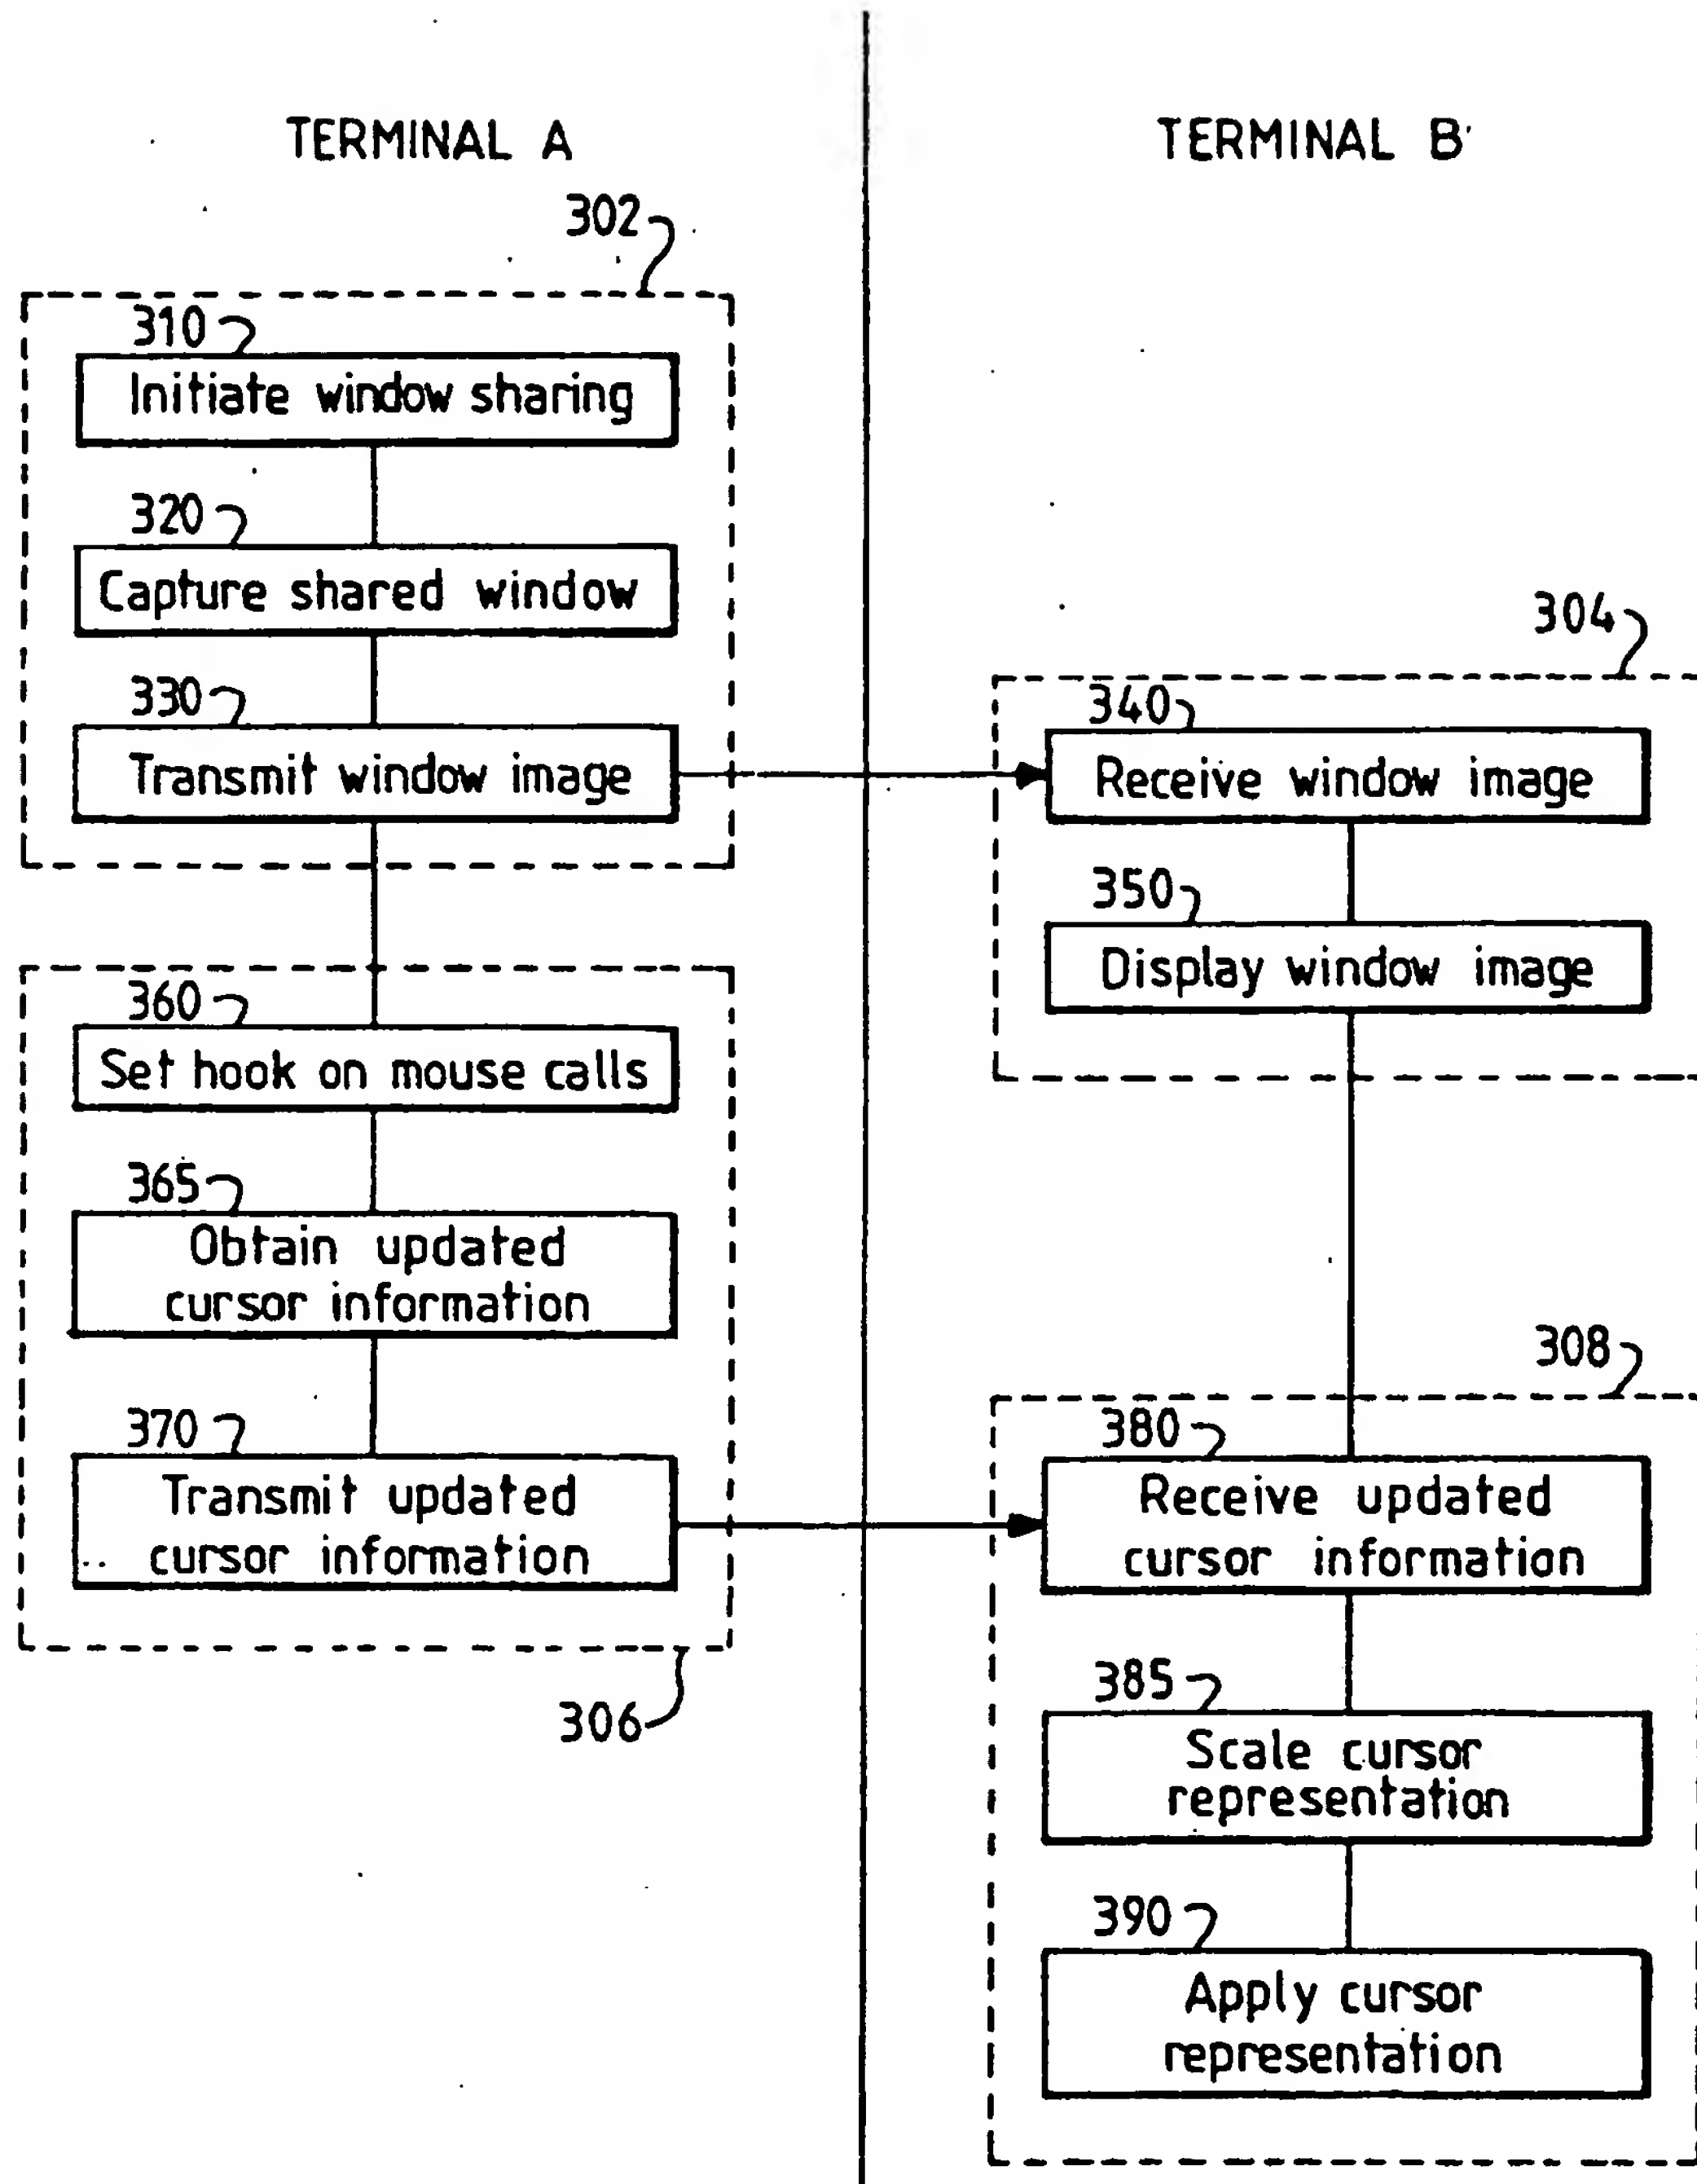 TERMINAL A
302
310
Initiate window sharing
320
Capture shared window
330
Transmit window image
360
Set hook on mouse calls
365
Obtain updated
cursor information
370
Transmit updated
cursor information
306
TERMINAL B
304
340
Receive window image
350
Display window image
308
380
Receive updated
cursor information
385
Scale cursor
representation
390
Apply cursor
representation